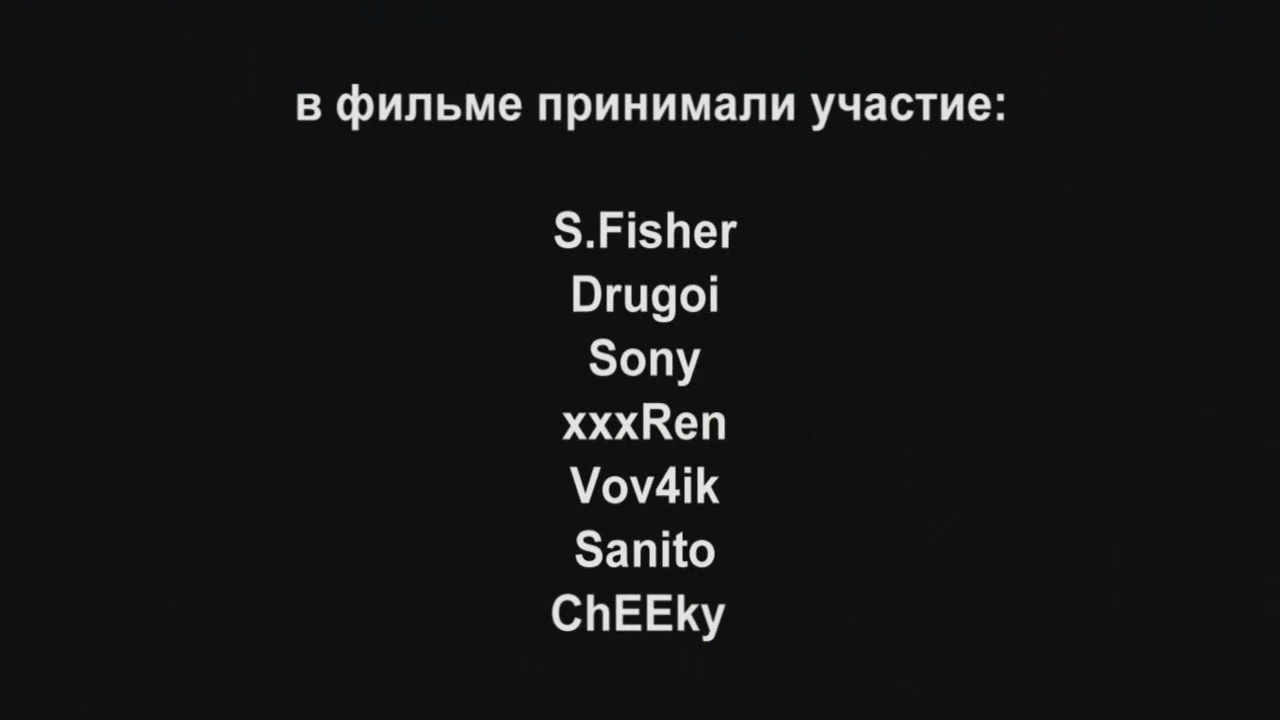 в фильме принимали участие:
S.Fisher
Drugoi
Sony
xxxRen
Vov4ik
Sanito
ChEEky